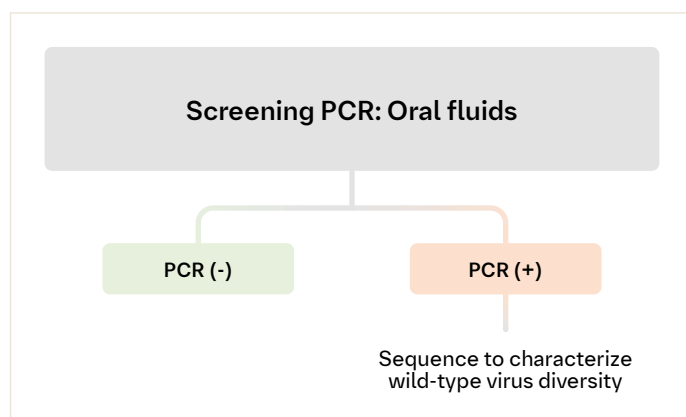 Screening PCR: Oral fluids
PCR (-)
PCR (+)
Sequence to characterize
wild-type virus diversity